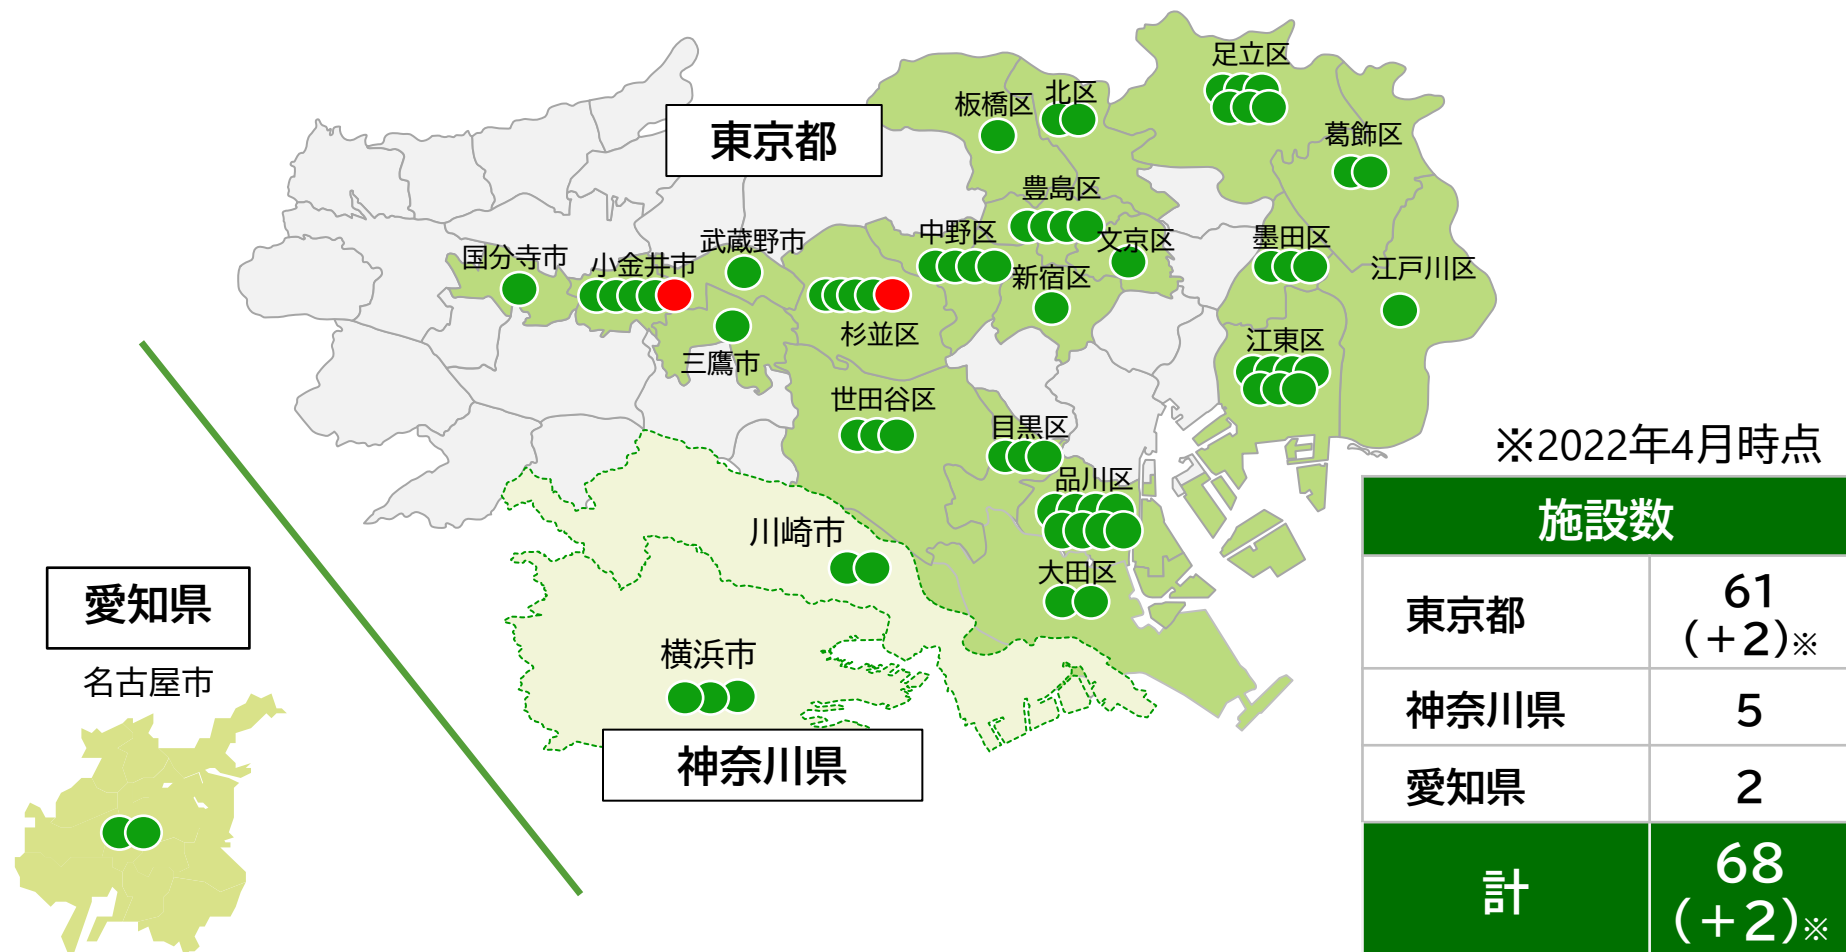 足立区
北区
板橋区
東京都
葛飾区
豊島区
中野区
文京区
墨田区
武蔵野市
国分寺市
小金井市
新宿区
江戸川区
杉並区
江東区
三鷹市
世田谷区
目黒区
品川区
川崎市
大田区
横浜市
神奈川県
愛知県
名古屋市
※2022年4月時点
施設数
東京都 61
(+2)※
神奈川県 5
愛知県 2
計 68
(+2)※